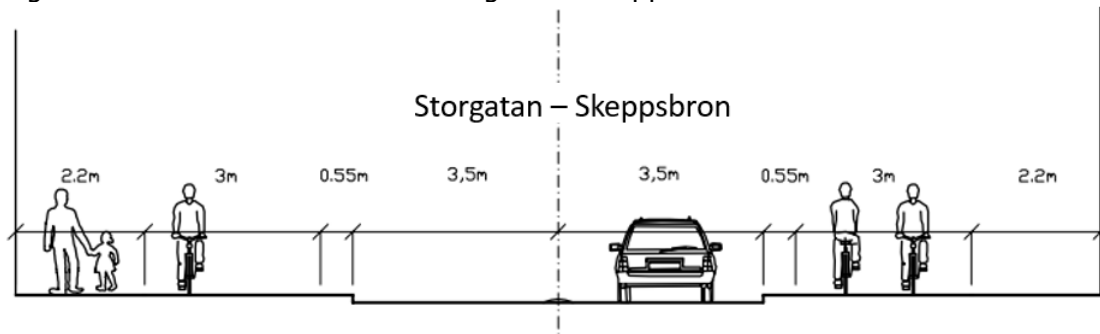 Storgatan – Skeppsbron
2.2m 3m 0.55m 3,5m 3,5m 0.55m 3m 2.2m